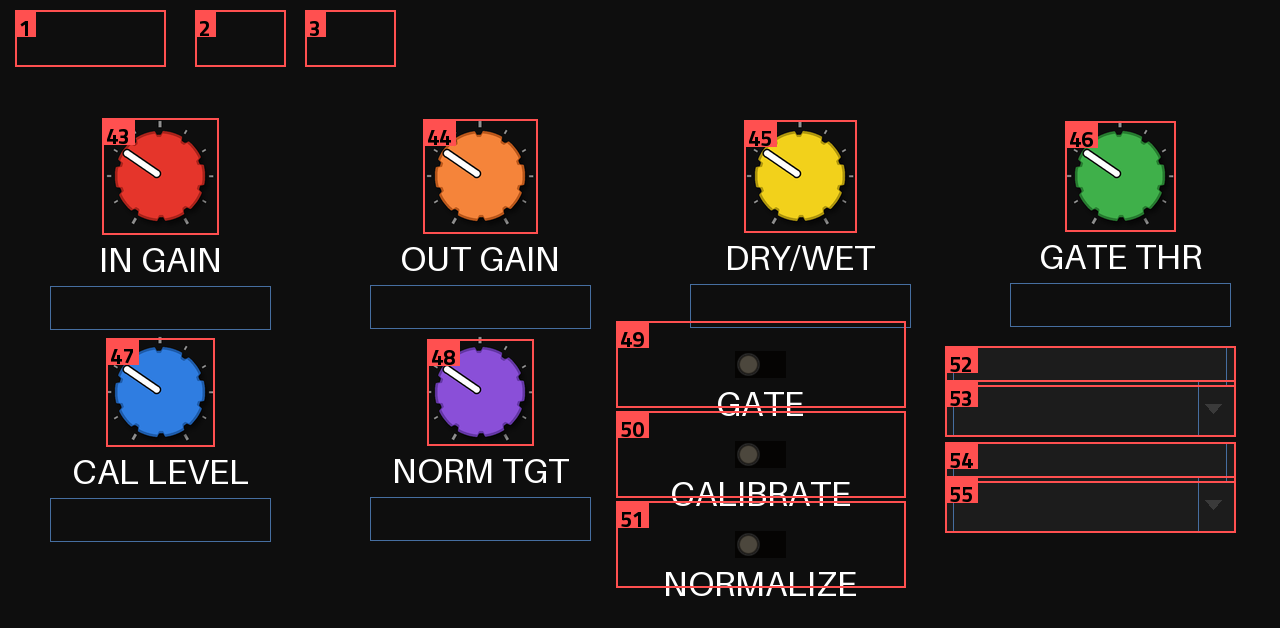 1 2 3
43 44 45 46
IN GAIN OUT GAIN DRY/WET GATE THR
47 48 49 52
GATE 53
50 54
CAL LEVEL NORM TGT CALIBRATE 55
51
NORMALIZE